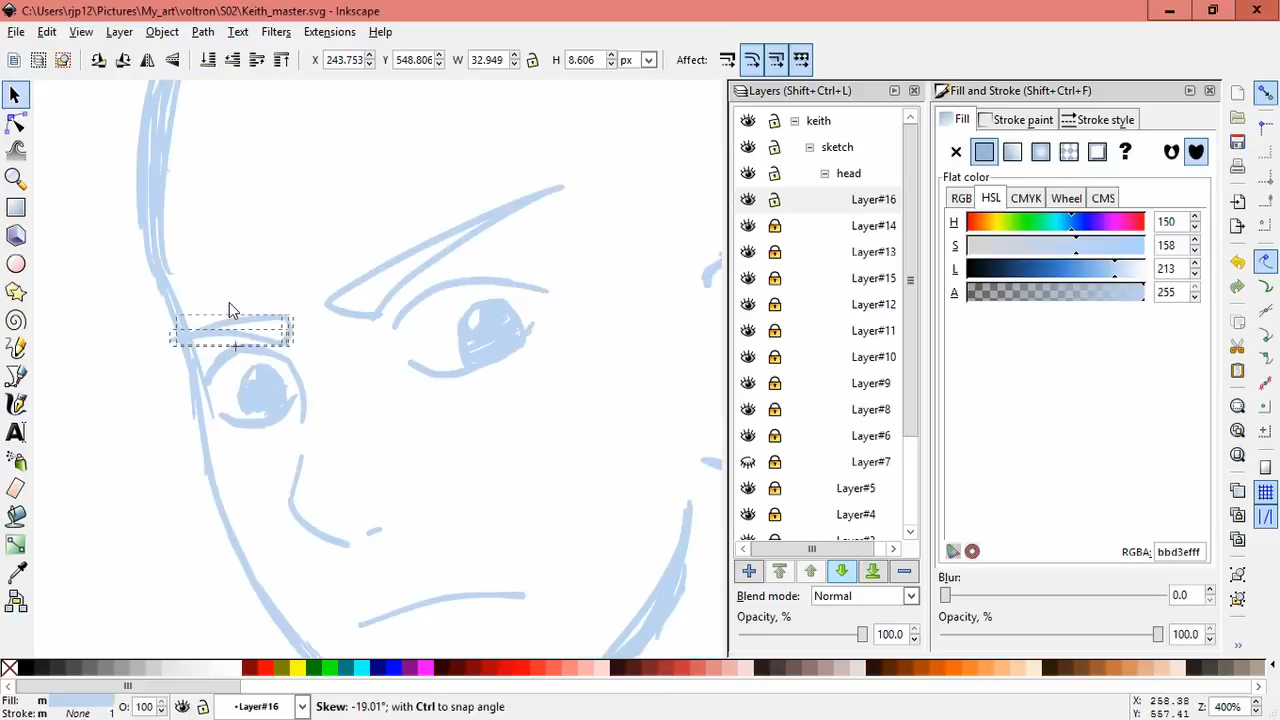 C:\Users\rjp12\Pictures\My_art\voltron\S02\Keith_master.svg - Inkscape
File Edit View Layer Object Path Text Filters Extensions Help
X 243.753 Y 548.806 W 32.949 H 8.606 px Affect:
Layers (Shift+Ctrl+L) Fill and Stroke (Shift+Ctrl+F)
keith Fill Stroke paint Stroke style
sketch
head
Flat color
Layer#16 RGB HSL CMYK Wheel CMS
Layer#14 H 150
Layer#13 S 158
Layer#15 L 213
Layer#12 A 255
Layer#11
Layer#10
Layer#9
Layer#8
Layer#6
Layer#7
Layer#5
Layer#4
RGBA: bbd3efff
Blur:
Blend mode: Normal 0.0
Opacity, % Opacity, %
100.0 100.0
Fill: m O: 100 Layer#16 Skew: -19.01°; with Ctrl to snap angle X: 258.38 Z: 400%
Stroke: m None 1 Y: 557.41